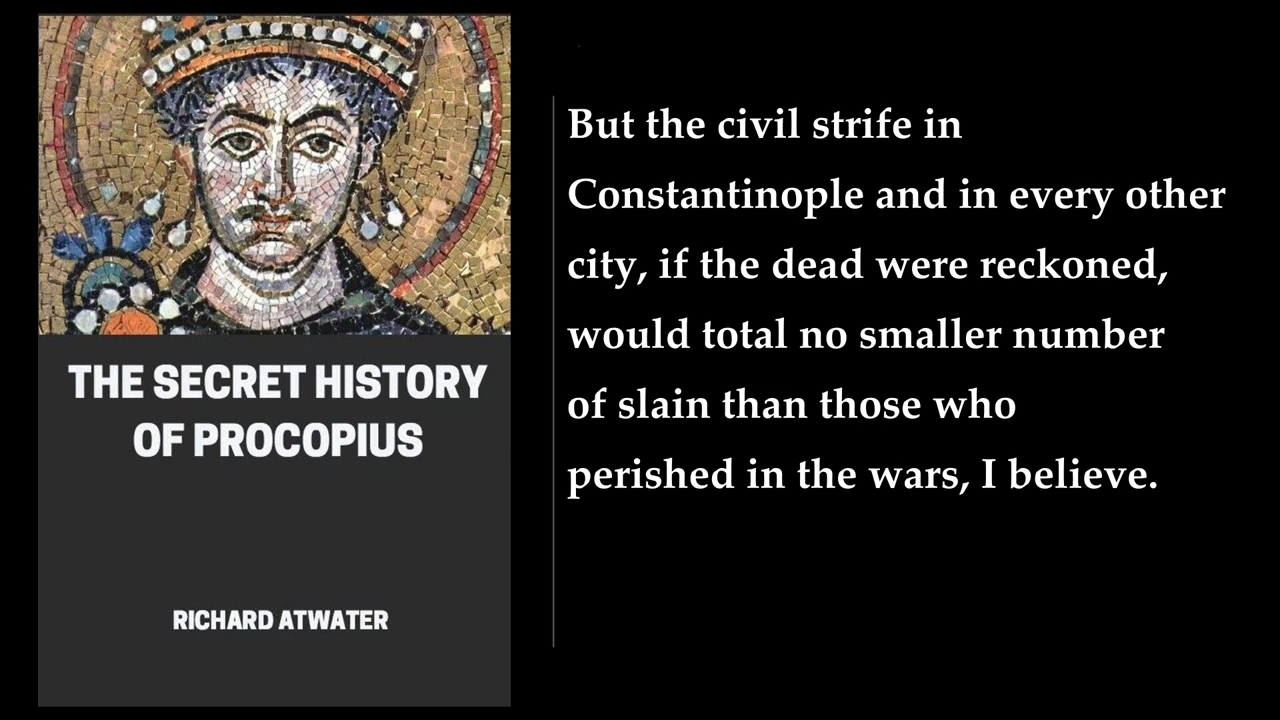 THE SECRET HISTORY
OF PROCOPIUS
RICHARD ATWATER
But the civil strife in
Constantinople and in every other
city, if the dead were reckoned,
would total no smaller number
of slain than those who
perished in the wars, I believe.